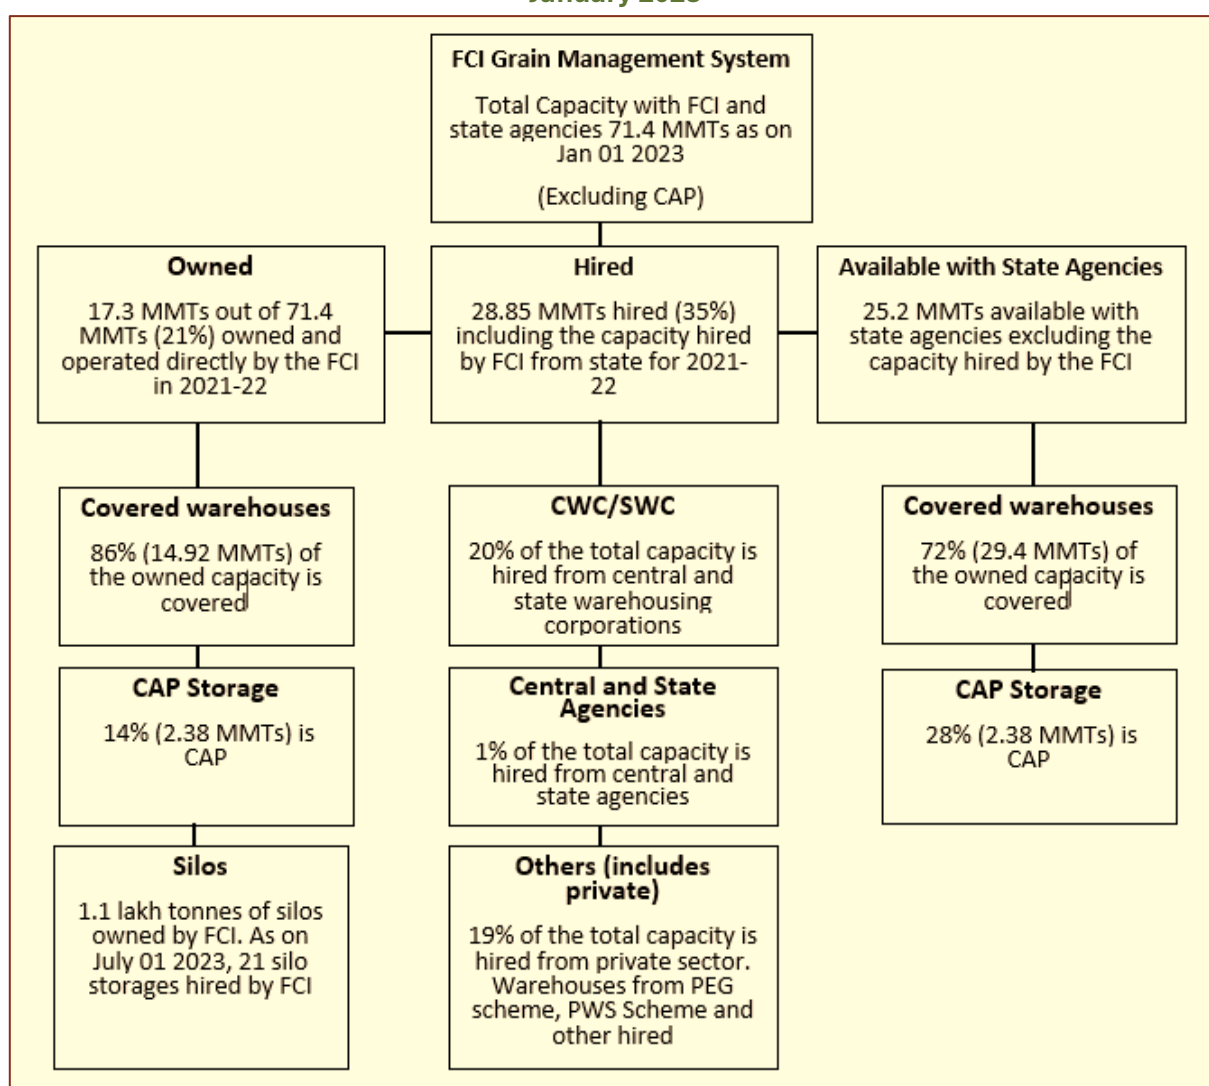 January 2023
FCI Grain Management System
Total Capacity with FCI and
state agencies 71.4 MMTs as on
Jan 01 2023
(Excluding CAP)
Owned
17.3 MMTs out of 71.4
MMTs (21%) owned and
operated directly by the FCI
in 2021-22
Hired
28.85 MMTs hired (35%)
including the capacity hired
by FCI from state for 2021-
22
Available with State Agencies
25.2 MMTs available with
state agencies excluding the
capacity hired by the FCI
Covered warehouses
86% (14.92 MMTs) of
the owned capacity is
covered
CWC/SWC
20% of the total capacity is
hired from central and
state warehousing
corporations
Covered warehouses
72% (29.4 MMTs) of
the owned capacity is
covered
CAP Storage
14% (2.38 MMTs) is
CAP
Central and State
Agencies
1% of the total capacity is
hired from central and
state agencies
CAP Storage
28% (2.38 MMTs) is
CAP
Silos
1.1 lakh tonnes of silos
owned by FCI. As on
July 01 2023, 21 silo
storages hired by FCI
Others (includes
private)
19% of the total capacity is
hired from private sector.
Warehouses from PEG
scheme, PWS Scheme and
other hired